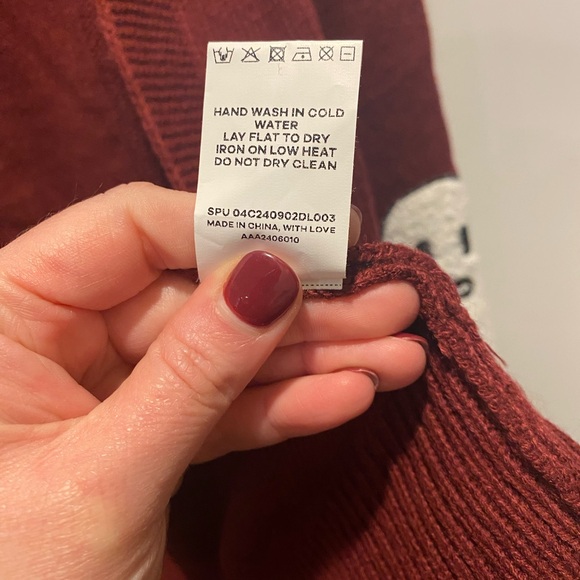 HAND WASH IN COLD
WATER
LAY FLAT TO DRY
IRON ON LOW HEAT
DO NOT DRY CLEAN
SPU 04C240902DL003
MADE IN CHINA, WITH LOVE
AAA2406010